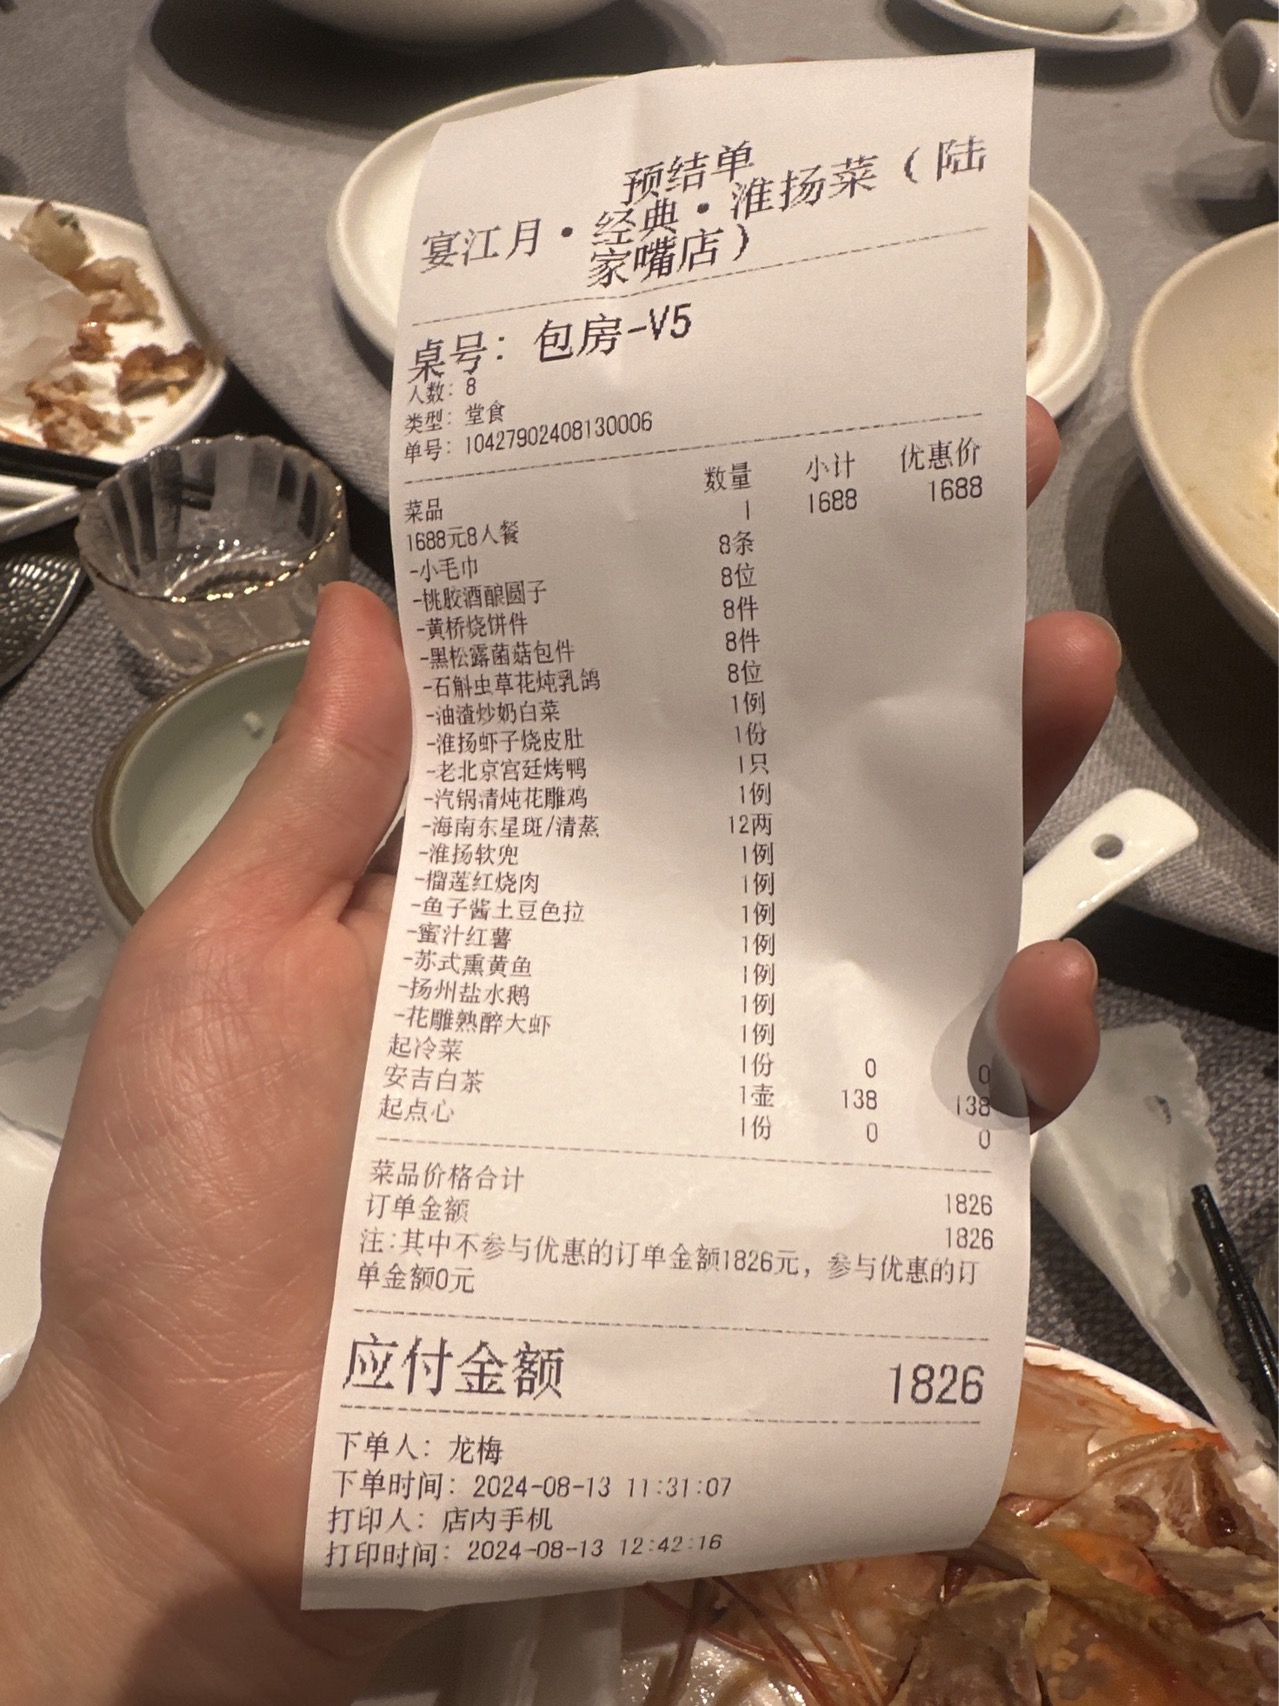 预结单
宴江月·经典·淮扬菜（陆
家嘴店）
桌号：包房-V5
人数：8
类型：堂食
单号：10427902408130006
菜品 数量 小计 优惠价
1688元8人餐 1 1688 1688
-小毛巾 8条
-桃胶酒酿圆子 8位
-黄桥烧饼件 8件
-黑松露菌菇包件 8件
-石斛虫草花炖乳鸽 8位
-油渣炒奶白菜 1例
-淮扬虾子烧皮肚 1份
-老北京宫廷烤鸭 1只
-汽锅清炖花雕鸡 1例
-海南东星斑/清蒸 12两
-淮扬软兜 1例
-榴莲红烧肉 1例
-鱼子酱土豆色拉 1例
-蜜汁红薯 1例
-苏式熏黄鱼 1例
-扬州盐水鹅 1例
-花雕熟醉大虾 1例
起冷菜 1份 0 0
安吉白茶 1壶 138 138
起点心 1份 0 0
菜品价格合计 1826
订单金额 1826
注:其中不参与优惠的订单金额1826元，参与优惠的订
单金额0元
应付金额 1826
下单人：龙梅
下单时间：2024-08-13 11:31:07
打印人：店内手机
打印时间：2024-08-13 12:42:16